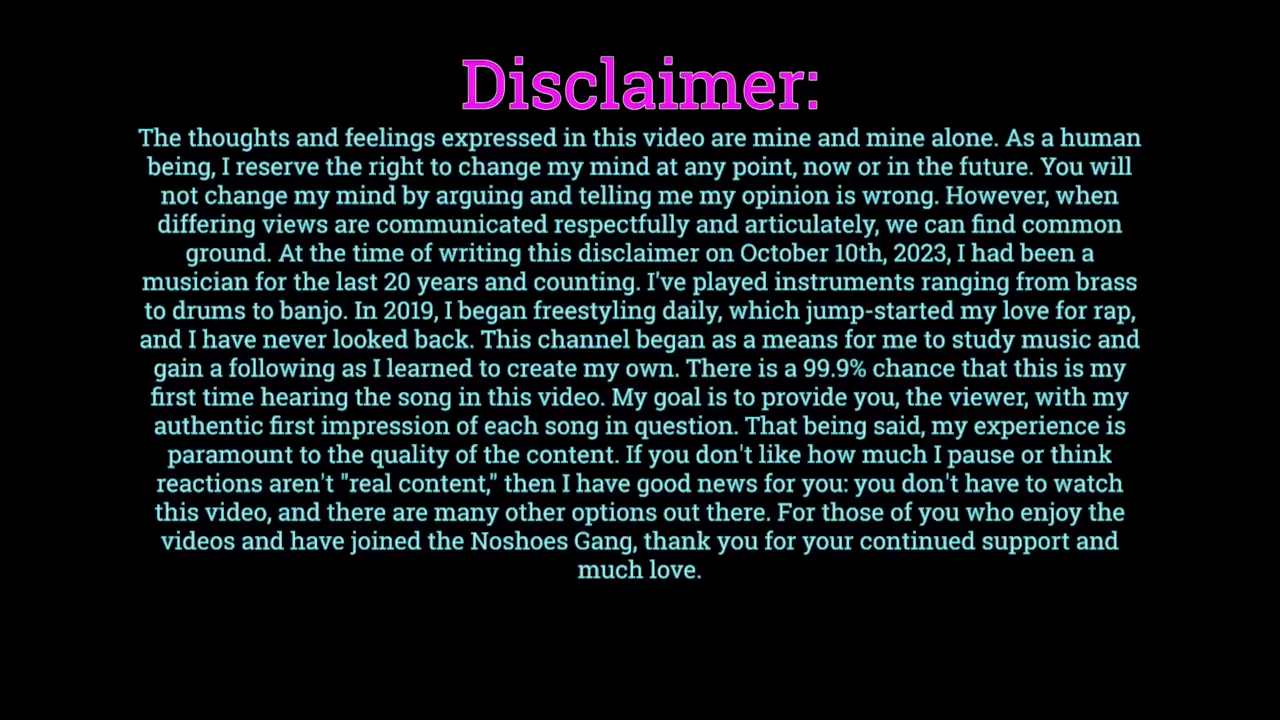 Disclaimer:
The thoughts and feelings expressed in this video are mine and mine alone. As a human
being, I reserve the right to change my mind at any point, now or in the future. You will
not change my mind by arguing and telling me my opinion is wrong. However, when
differing views are communicated respectfully and articulately, we can find common
ground. At the time of writing this disclaimer on October 10th, 2023, I had been a
musician for the last 20 years and counting. I've played instruments ranging from brass
to drums to banjo. In 2019, I began freestyling daily, which jump-started my love for rap,
and I have never looked back. This channel began as a means for me to study music and
gain a following as I learned to create my own. There is a 99.9% chance that this is my
first time hearing the song in this video. My goal is to provide you, the viewer, with my
authentic first impression of each song in question. That being said, my experience is
paramount to the quality of the content. If you don't like how much I pause or think
reactions aren't "real content," then I have good news for you: you don't have to watch
this video, and there are many other options out there. For those of you who enjoy the
videos and have joined the Noshoes Gang, thank you for your continued support and
much love.